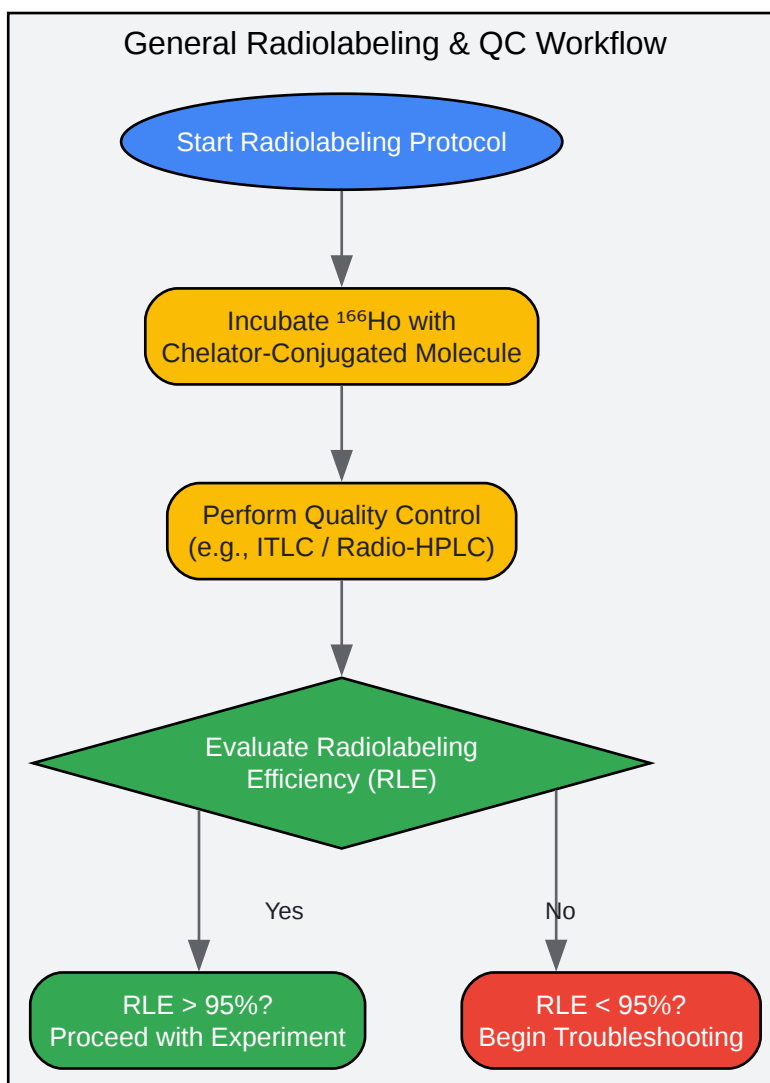 General Radiolabeling & QC Workflow
Start Radiolabeling Protocol
Incubate ¹⁶⁶Ho with
Chelator-Conjugated Molecule
Perform Quality Control
(e.g., ITLC / Radio-HPLC)
Evaluate Radiolabeling
Efficiency (RLE)
Yes
No
RLE > 95%?
Proceed with Experiment
RLE < 95%?
Begin Troubleshooting